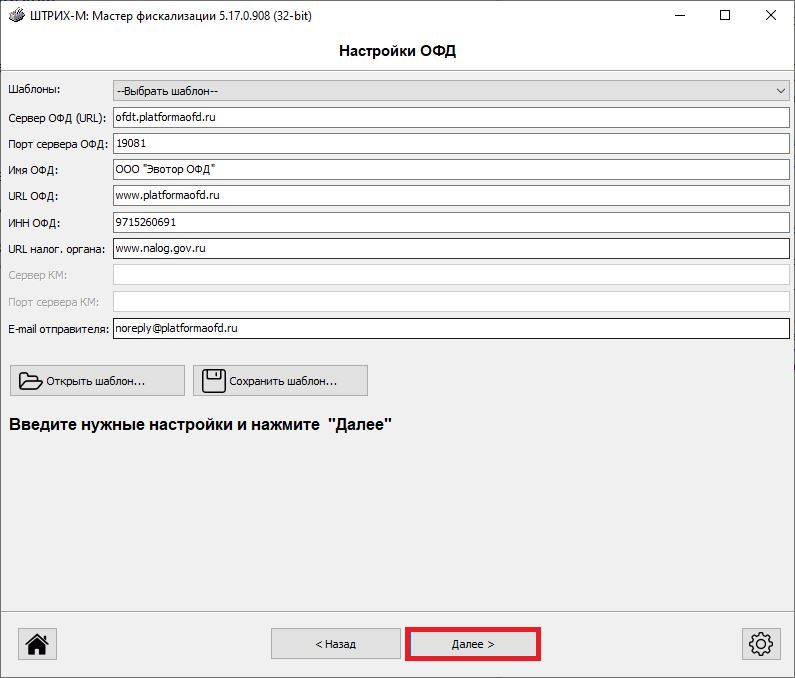 ШТРИХ-М: Мастер фискализации 5.17.0.908 (32-bit)
Настройки ОФД
Шаблоны: --Выбрать шаблон--
Сервер ОФД (URL): ofdt.platformaofd.ru
Порт сервера ОФД: 19081
Имя ОФД: ООО "Эвотор ОФД"
URL ОФД: www.platformaofd.ru
ИНН ОФД: 9715260691
URL налог. органа: www.nalog.gov.ru
Сервер КМ:
Порт сервера КМ:
E-mail отправителя: noreply@platformaofd.ru
Открыть шаблон... Сохранить шаблон...
Введите нужные настройки и нажмите "Далее"
< Назад Далее >